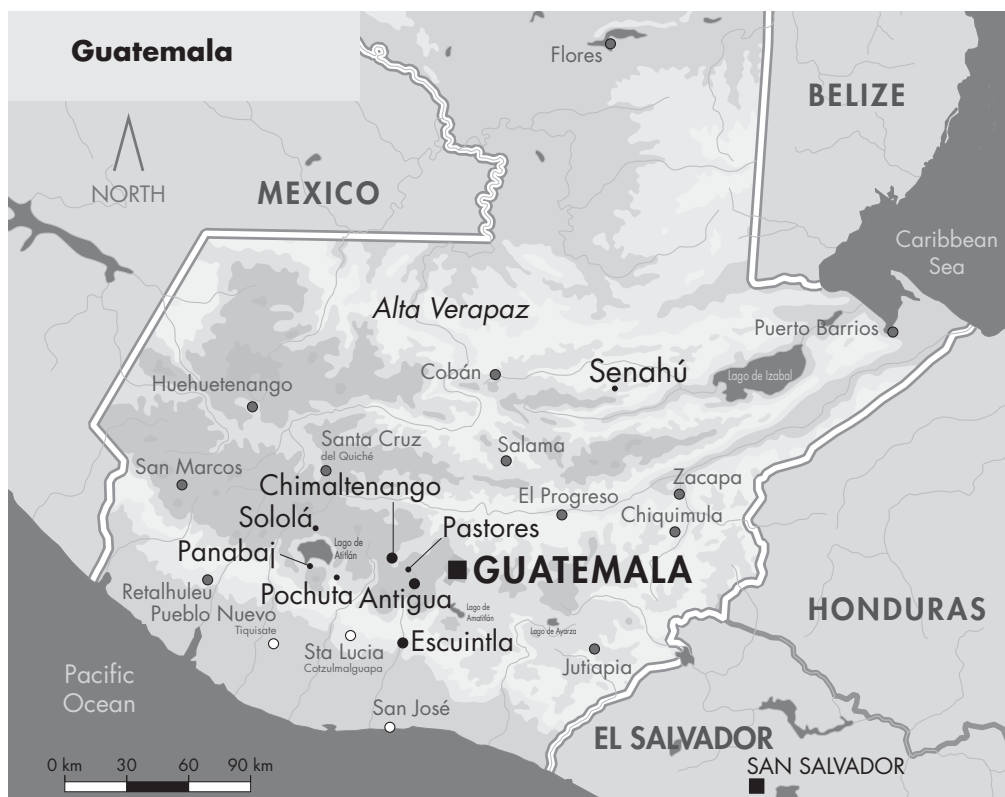 Guatemala
Flores
BELIZE
NORTH
MEXICO
Caribbean
Sea
Alta Verapaz
Puerto Barrios
Cobán
Senahú
Lago de Izabal
Huehuetenango
Santa Cruz
del Quiché
Salama
San Marcos
Chimaltenango
El Progreso
Zacapa
Chiquimula
Sololá
Pastores
Panabaj
Lago de
Atitlán
GUATEMALA
Retalhuleu
Pochuta
Antigua
Pueblo Nuevo
Tiquisate
Lago de
Amatitlán
HONDURAS
Sta Lucia
Cotzulmalguapa
Escuintla
Lago de Ayarza
Jutiapia
Pacific
Ocean
San José
EL SALVADOR
SAN SALVADOR
0 km 30 60 90 km